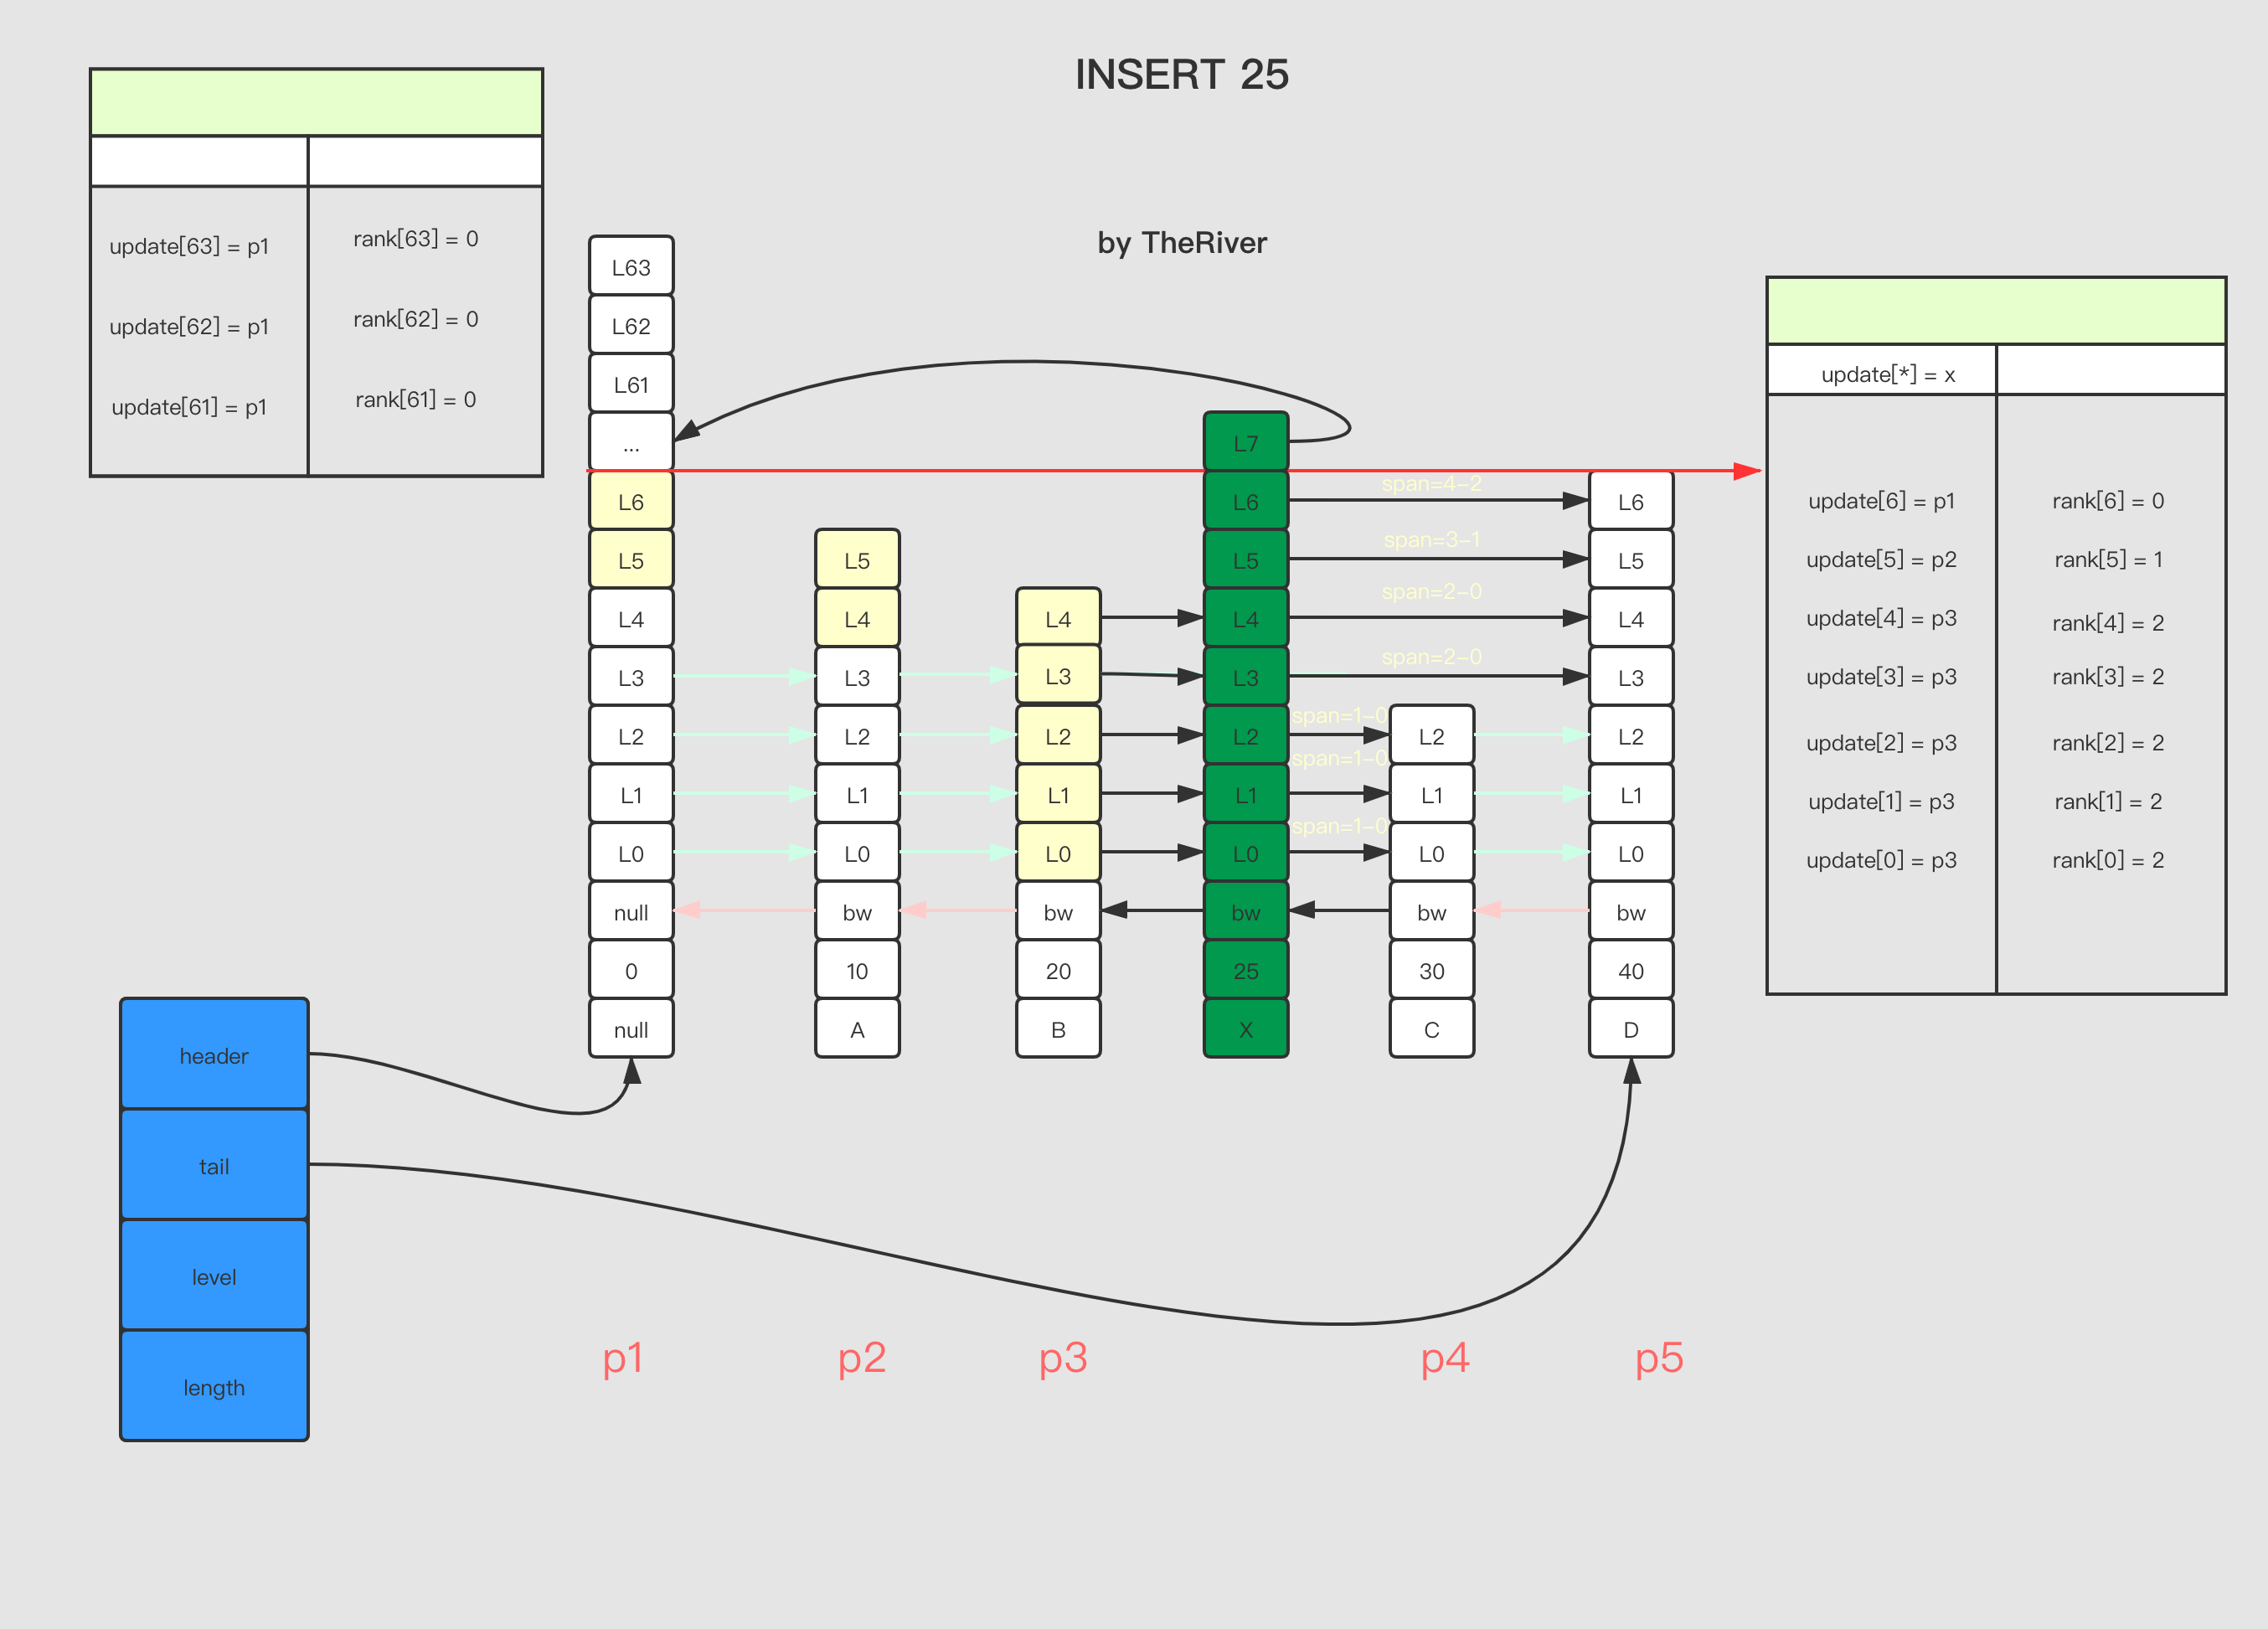 INSERT 25
by TheRiver
update[63] = p1
rank[63] = 0
update[62] = p1
rank[62] = 0
update[61] = p1
rank[61] = 0
L63
L62
L61
...
L6
L5
L4
L3
L2
L1
L0
null
0
null
L5
L4
L3
L2
L1
L0
bw
10
A
L4
L3
L2
L1
L0
bw
20
B
L7
L6
L5
L4
L3
L2
L1
L0
bw
25
X
span=4-2
span=3-1
span=2-0
span=2-0
span=1-0
span=1-0
span=1-0
L2
L1
L0
bw
30
C
L6
L5
L4
L3
L2
L1
L0
bw
40
D
update[*] = x
update[6] = p1
rank[6] = 0
update[5] = p2
rank[5] = 1
update[4] = p3
rank[4] = 2
update[3] = p3
rank[3] = 2
update[2] = p3
rank[2] = 2
update[1] = p3
rank[1] = 2
update[0] = p3
rank[0] = 2
header
tail
level
length
p1
p2
p3
p4
p5